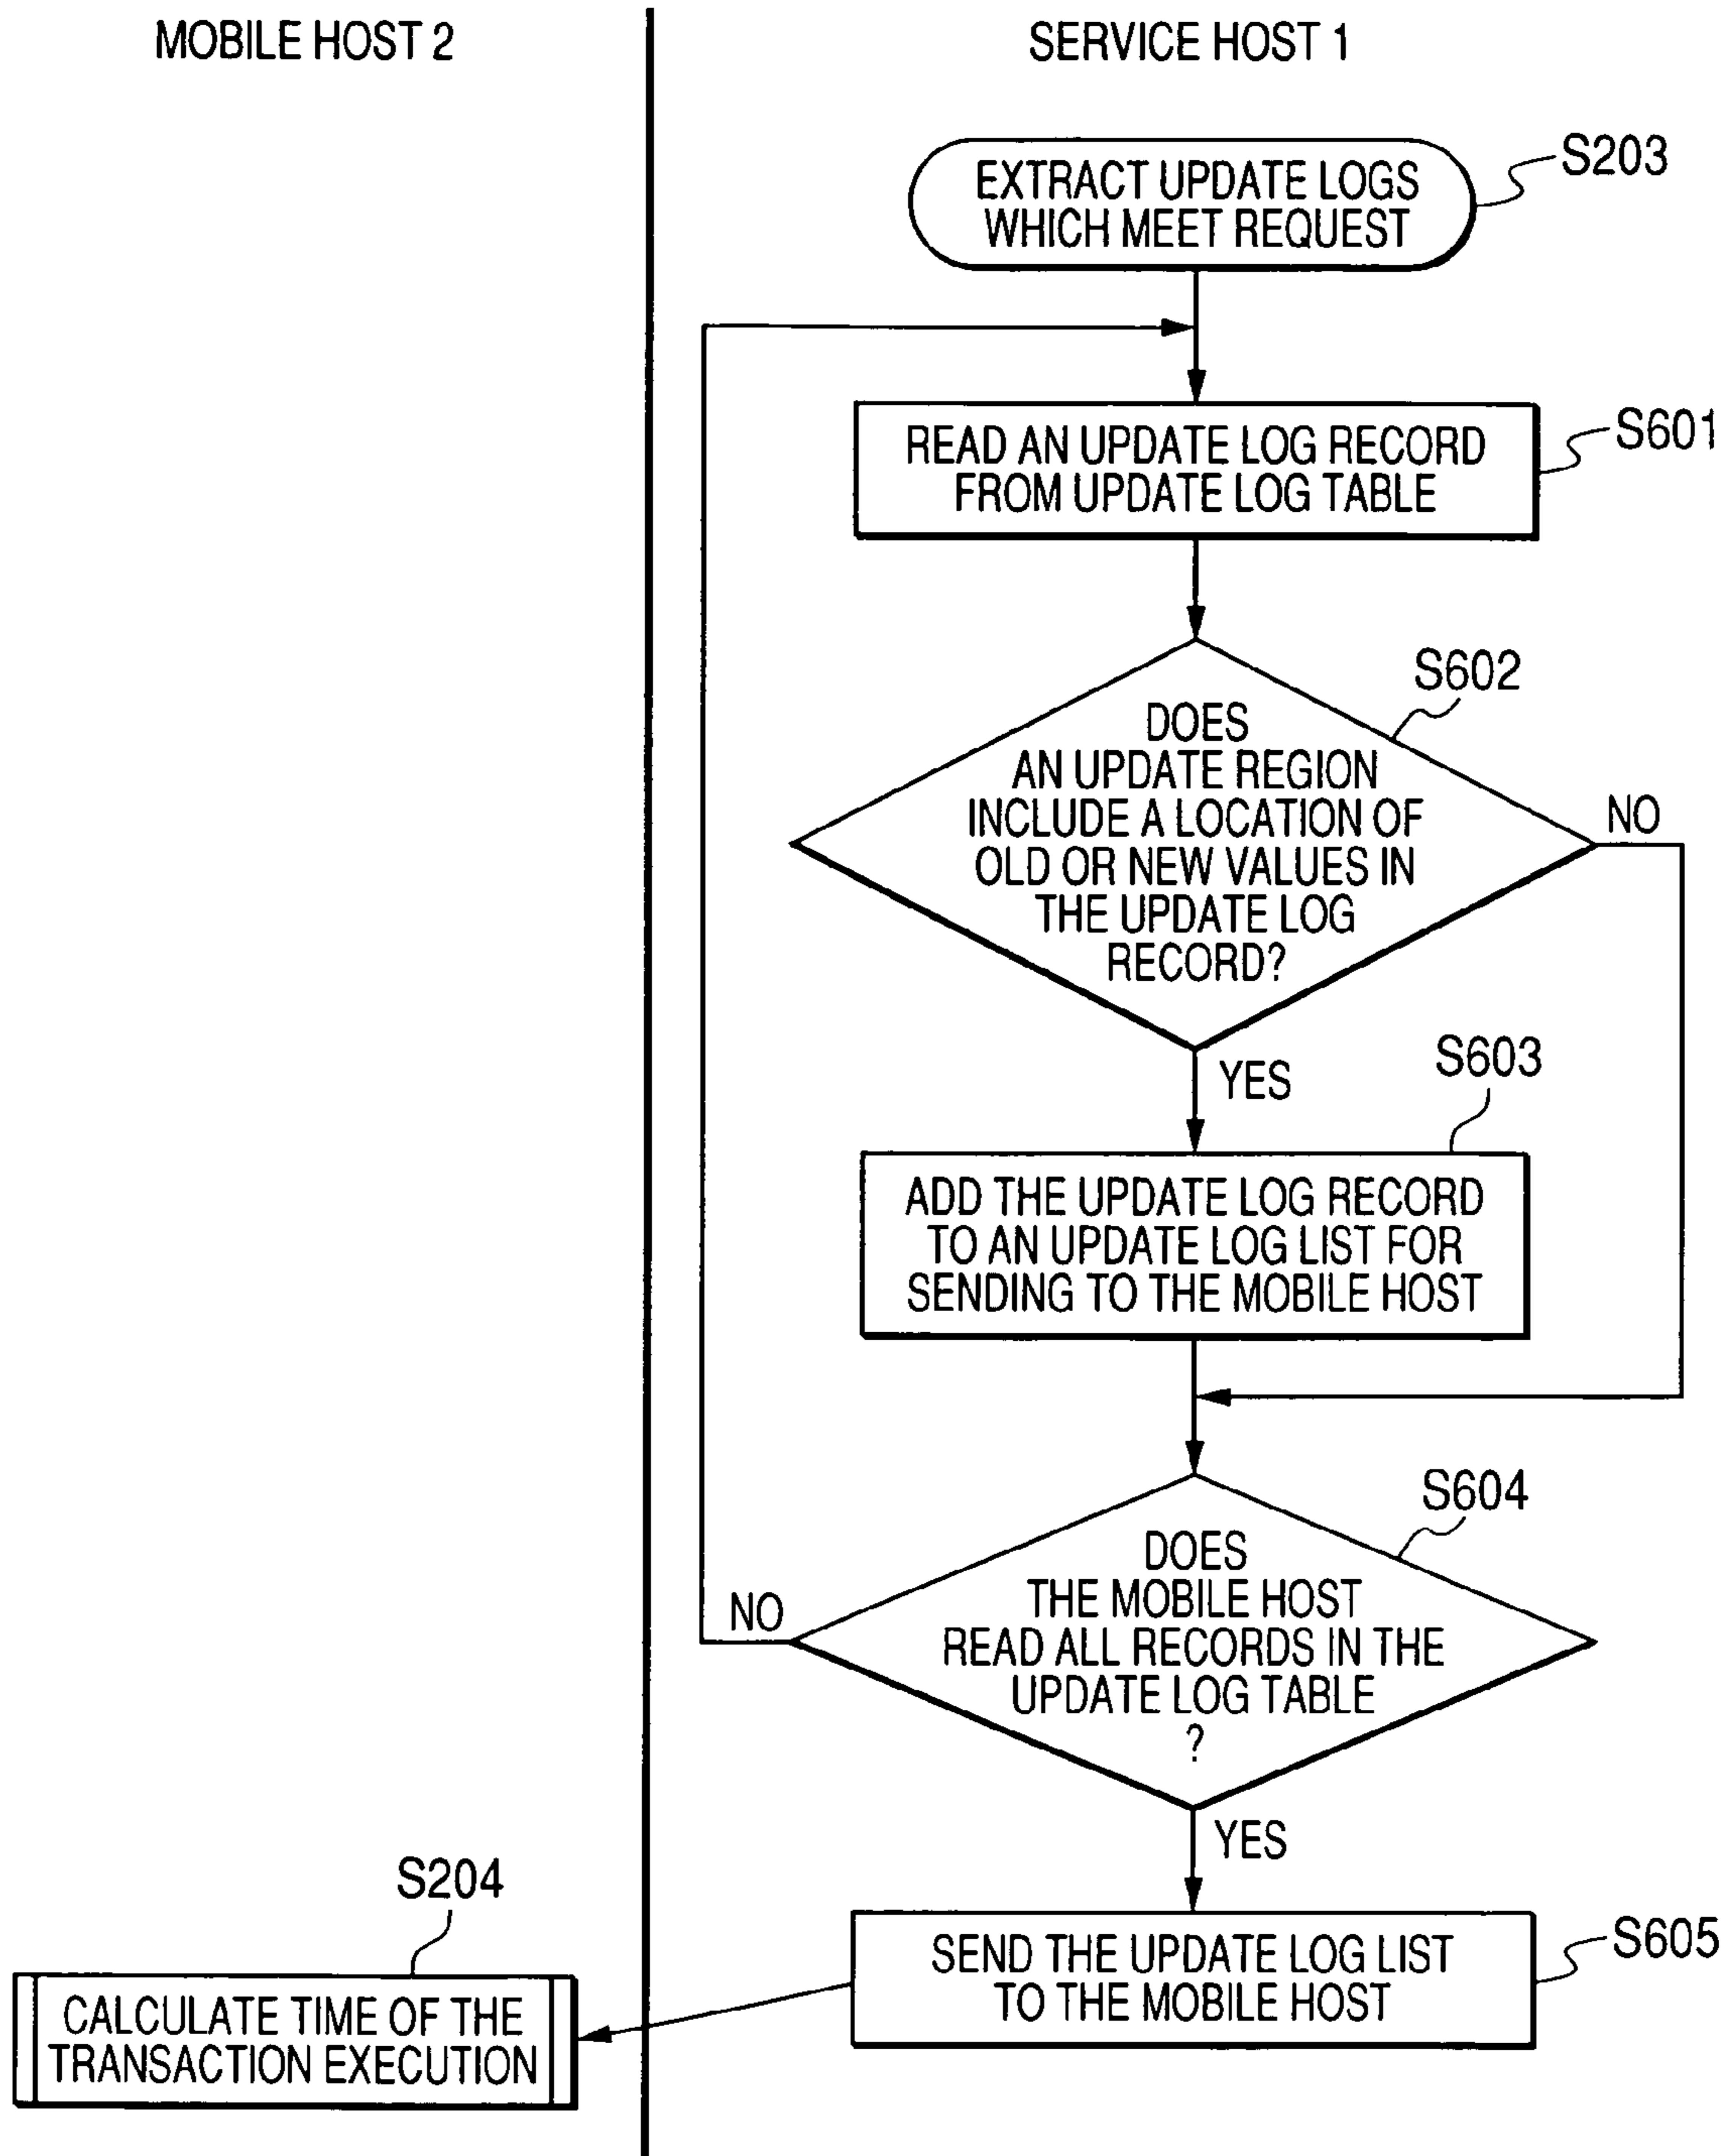 MOBILE HOST 2
SERVICE HOST 1
EXTRACT UPDATE LOGS
WHICH MEET REQUEST
S203
READ AN UPDATE LOG RECORD
FROM UPDATE LOG TABLE
S601
S602
DOES
AN UPDATE REGION
INCLUDE A LOCATION OF
OLD OR NEW VALUES IN
THE UPDATE LOG
RECORD?
NO
YES
S603
ADD THE UPDATE LOG RECORD
TO AN UPDATE LOG LIST FOR
SENDING TO THE MOBILE HOST
S604
DOES
THE MOBILE HOST
READ ALL RECORDS IN THE
UPDATE LOG TABLE
?
NO
YES
S605
SEND THE UPDATE LOG LIST
TO THE MOBILE HOST
S204
CALCULATE TIME OF THE
TRANSACTION EXECUTION